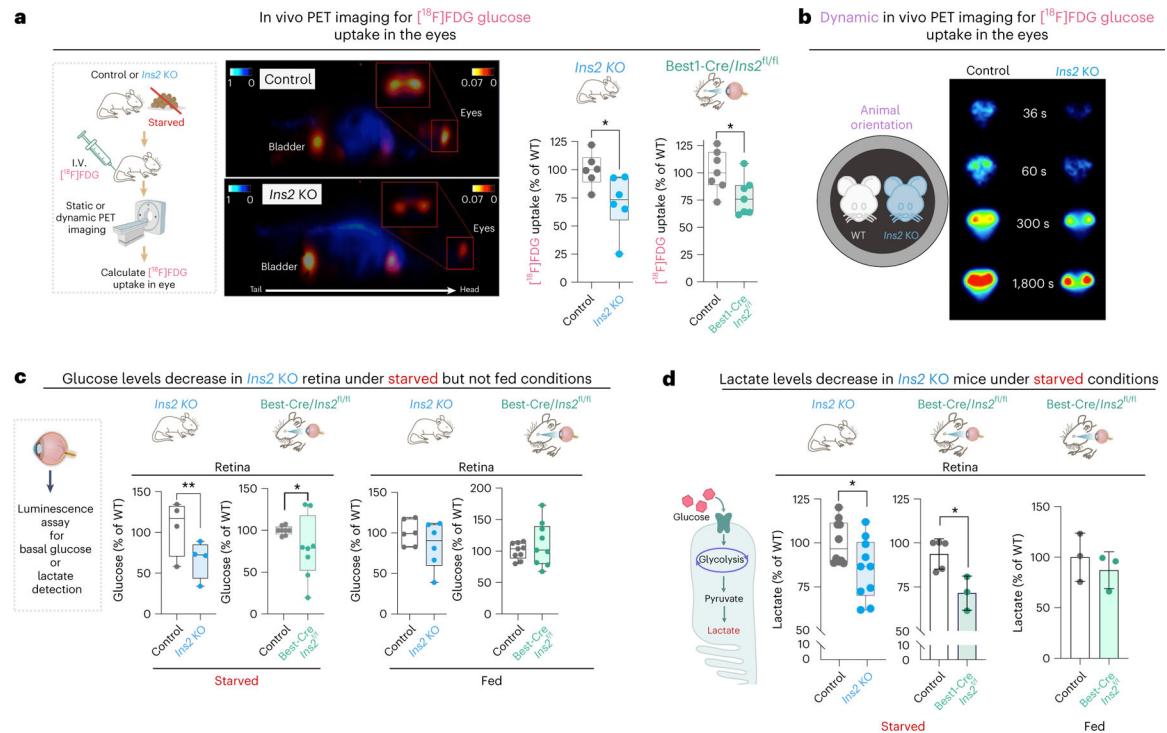 a
In vivo PET imaging for [¹⁸F]FDG glucose
uptake in the eyes
Control or Ins2 KO
Starved
I.V.
[¹⁸F]FDG
Static or
dynamic PET
imaging
Calculate [¹⁸F]FDG
uptake in eye
1 0
Control
0.07 0
Eyes
Bladder
1 0
Ins2 KO
0.07 0
Eyes
Bladder
Tail
Head
Ins2 KO
*
[¹⁸F]FDG uptake (% of WT)
125
100
75
50
25
0
Control
Ins2 KO
Best1-Cre/Ins2fl/fl
*
[¹⁸F]FDG uptake (% of WT)
125
100
75
50
25
0
Control
Best1-Cre
Ins2f/f
b
Dynamic in vivo PET imaging for [¹⁸F]FDG glucose
uptake in the eyes
Animal
orientation
WT
Ins2 KO
Control
Ins2 KO
36 s
60 s
300 s
1,800 s
c
Glucose levels decrease in Ins2 KO retina under starved but not fed conditions
Luminescence
assay
for
basal glucose
or
lactate
detection
Ins2 KO
Best-Cre/Ins2fl/fl
Retina
**
Glucose (% of WT)
150
100
50
0
Control
Ins2 KO
*
Glucose (% of WT)
150
100
50
0
Control
Best-Cre
Ins2f/f
Starved
Ins2 KO
Best-Cre/Ins2fl/fl
Retina
Glucose (% of WT)
150
100
50
0
Control
Ins2 KO
Glucose (% of WT)
200
150
100
50
0
Control
Best-Cre
Ins2f/f
Fed
d
Lactate levels decrease in Ins2 KO mice under starved conditions
Ins2 KO
Best-Cre/Ins2fl/fl
Best-Cre/Ins2fl/fl
Retina
Glucose
Glycolysis
Pyruvate
Lactate
*
Lactate (% of WT)
125
100
75
50
10
0
Control
Ins2 KO
*
Lactate (% of WT)
125
100
75
50
10
0
Control
Best1-Cre
Ins2f/f
Starved
Lactate (% of WT)
150
100
50
0
Control
Best-Cre
Ins2f/f
Fed